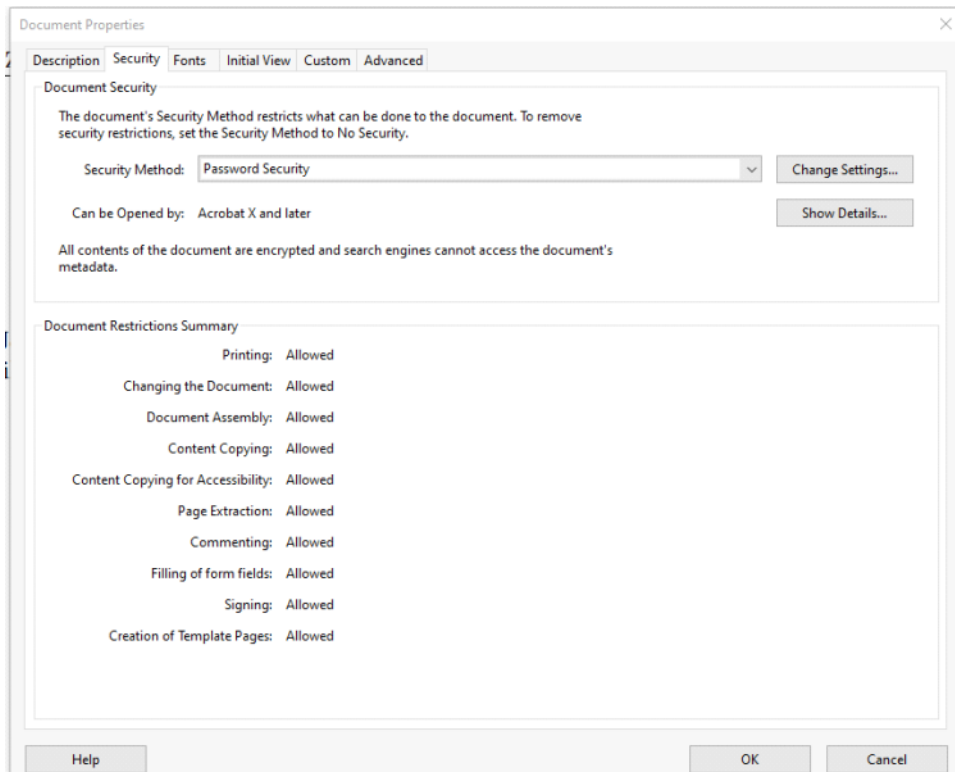 Document Properties
Description Security Fonts Initial View Custom Advanced
Document Security
The document's Security Method restricts what can be done to the document. To remove
security restrictions, set the Security Method to No Security.
Security Method: Password Security Change Settings...
Can be Opened by: Acrobat X and later Show Details...
All contents of the document are encrypted and search engines cannot access the document's
metadata.
Document Restrictions Summary
Printing: Allowed
Changing the Document: Allowed
Document Assembly: Allowed
Content Copying: Allowed
Content Copying for Accessibility: Allowed
Page Extraction: Allowed
Commenting: Allowed
Filling of form fields: Allowed
Signing: Allowed
Creation of Template Pages: Allowed
Help OK Cancel